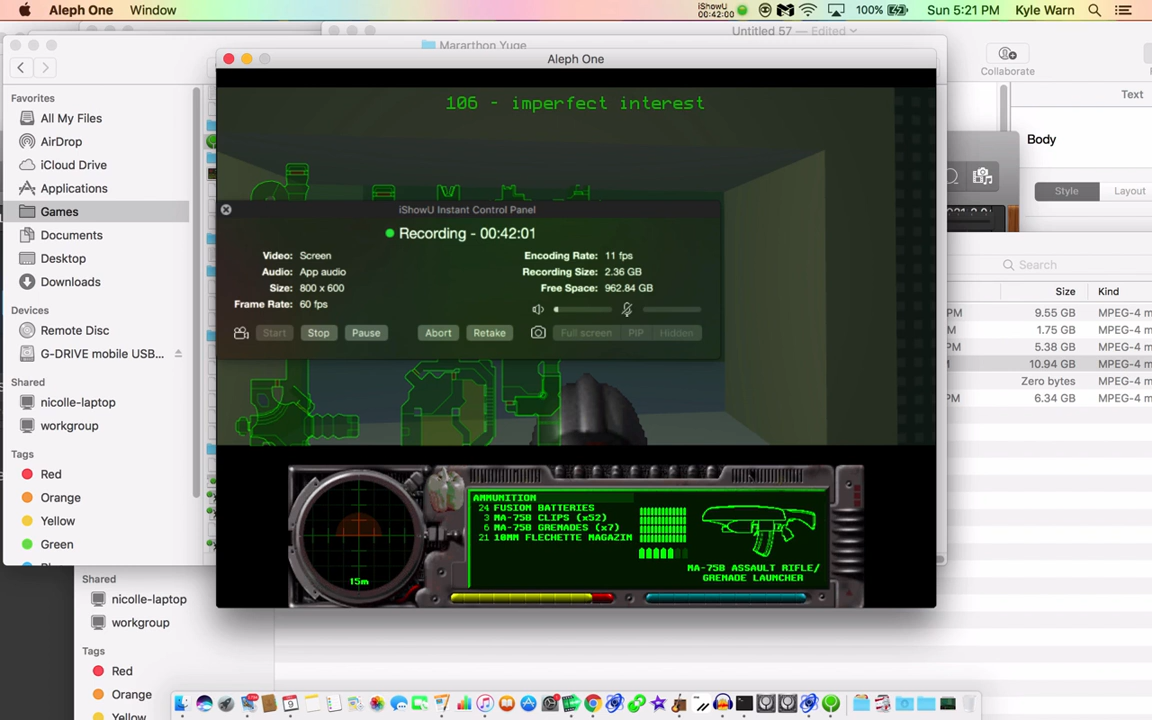 Aleph One Window
iShowU
00:42:00
100%
Sun 5:21 PM
Kyle Warn
Untitled 57 — Edited
Mararthon Yuge
Collaborate
Aleph One
Favorites
All My Files
AirDrop
iCloud Drive
Applications
Games
Documents
Desktop
Downloads
Devices
Remote Disc
G-DRIVE mobile USB...
Shared
nicolle-laptop
workgroup
Tags
Red
Orange
Yellow
Green
106 - imperfect interest
iShowU Instant Control Panel
Recording - 00:42:01
Video: Screen
Audio: App audio
Size: 800 x 600
Frame Rate: 60 fps
Encoding Rate: 11 fps
Recording Size: 2.36 GB
Free Space: 962.84 GB
Start Stop Pause Abort Retake Full screen PIP Hidden
AMMUNITION
24 FUSION BATTERIES
3 MA-75B CLIPS (x52)
6 MA-75B GRENADES (x7)
21 10MM FLECHETTE MAGAZIN
MA-75B ASSAULT RIFLE/
GRENADE LAUNCHER
15m
Text
Body
Style Layout
Search
Size Kind
PM 9.55 GB MPEG-4 m
M 1.75 GB MPEG-4 m
PM 5.38 GB MPEG-4 m
10.94 GB MPEG-4 m
Zero bytes MPEG-4 m
PM 6.34 GB MPEG-4 m
Shared
nicolle-laptop
workgroup
Tags
Red
Orange
Yellow